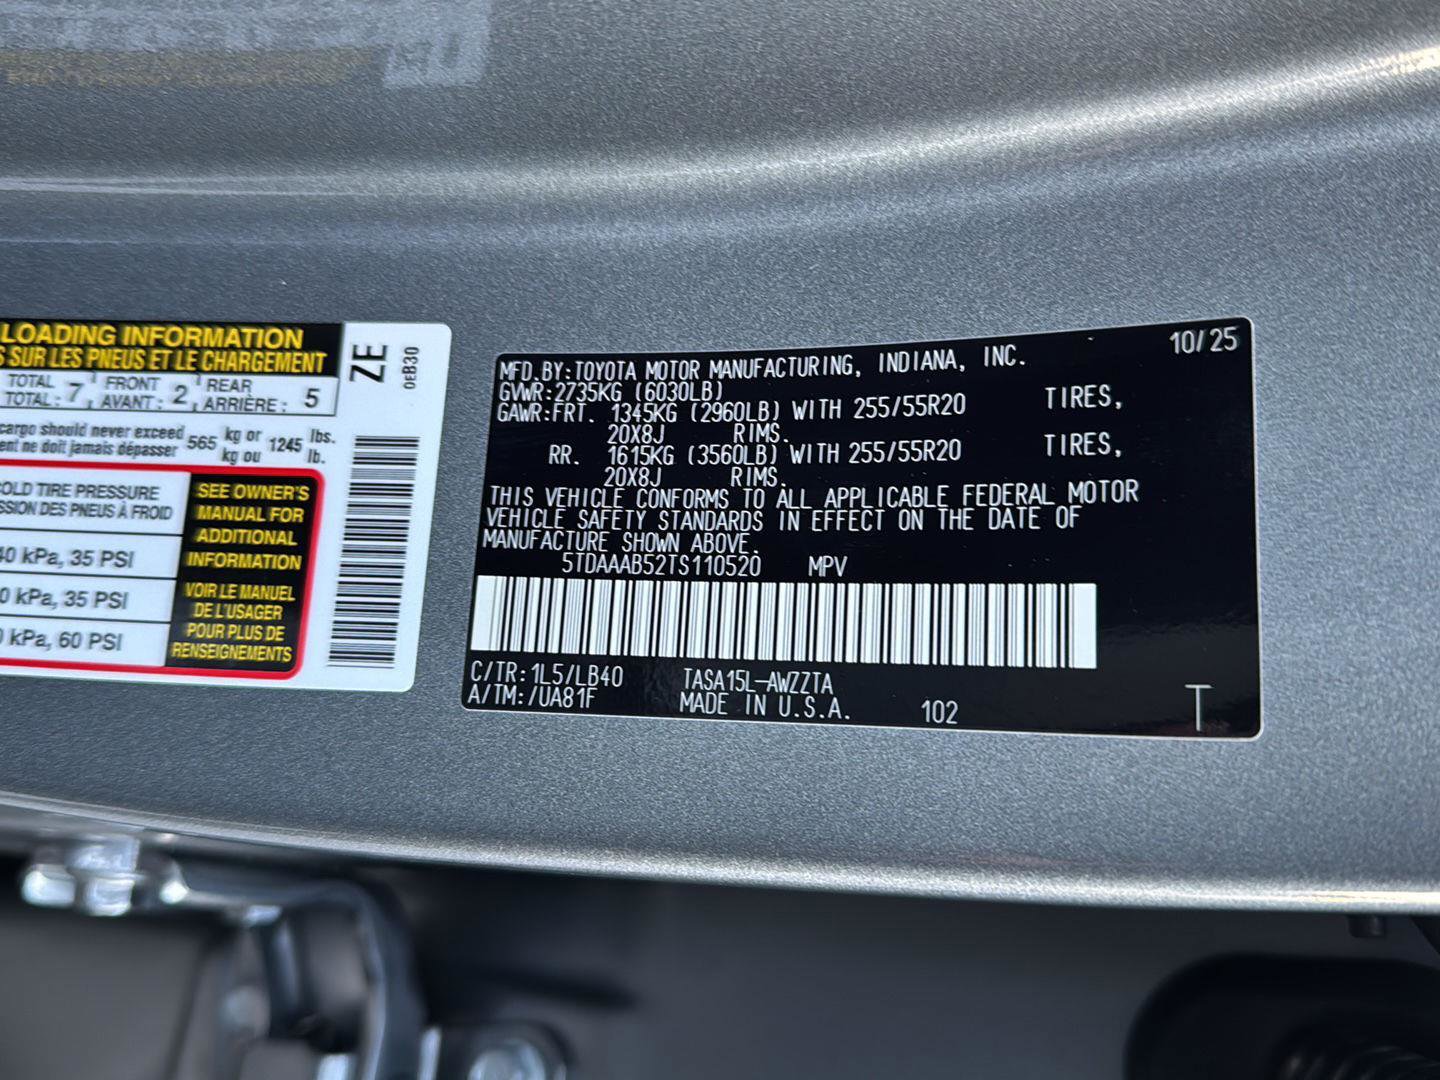 LOADING INFORMATION
SUR LES PNEUS ET LE CHARGEMENT
TOTAL 7 FRONT 2 REAR 5
TOTAL: AVANT: ARRIÈRE:
cargo should never exceed 565 kg or 1245 lbs.
ne doit jamais dépasser kg ou lb.
COLD TIRE PRESSURE
DES PNEUS À FROID
kPa, 35 PSI
kPa, 35 PSI
kPa, 60 PSI
SEE OWNER'S
MANUAL FOR
ADDITIONAL
INFORMATION
VOIR LE MANUEL
DE L'USAGER
POUR PLUS DE
RENSEIGNEMENTS
ZE
0EB30
10/25
MFD.BY:TOYOTA MOTOR MANUFACTURING, INDIANA, INC.
GVWR:2735KG (6030LB)
GAWR:FRT. 1345KG (2960LB) WITH 255/55R20 TIRES,
20X8J RIMS.
RR. 1615KG (3560LB) WITH 255/55R20 TIRES,
20X8J RIMS.
THIS VEHICLE CONFORMS TO ALL APPLICABLE FEDERAL MOTOR
VEHICLE SAFETY STANDARDS IN EFFECT ON THE DATE OF
MANUFACTURE SHOWN ABOVE.
5TDAAAB52TS110520 MPV
C/TR:1L5/LB40 TASA15L-AWZZTA
A/TM:/UA81F MADE IN U.S.A. 102 T